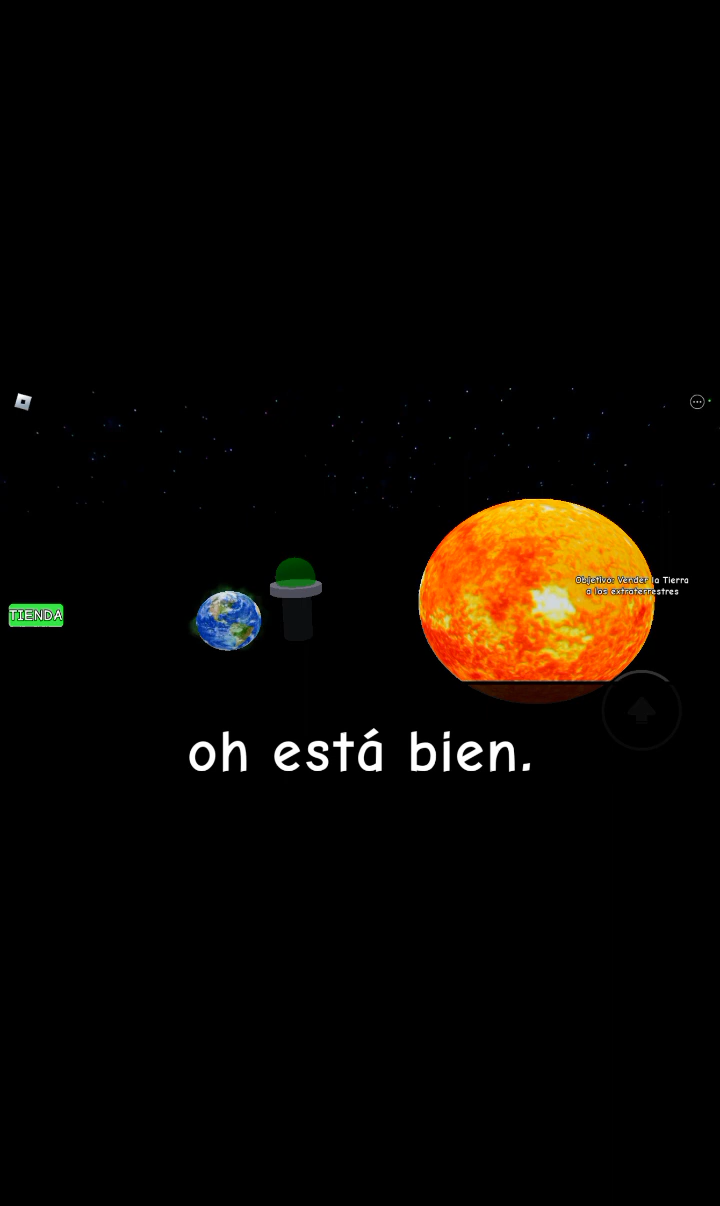 Objetivo: Vender la Tierra
a los extraterrestres
TIENDA
oh está bien.